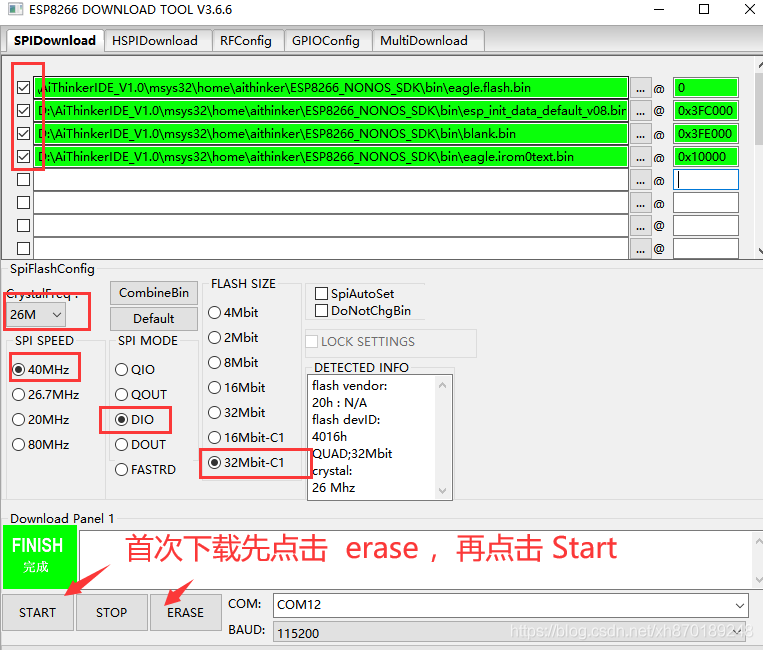 ESP8266 DOWNLOAD TOOL V3.6.6
SPIDownload HSPIDownload RFConfig GPIOConfig MultiDownload
\AiThinkerIDE_V1.0\msys32\home\aithinker\ESP8266_NONOS_SDK\bin\eagle.flash.bin ... @ 0
D:\AiThinkerIDE_V1.0\msys32\home\aithinker\ESP8266_NONOS_SDK\bin\esp_init_data_default_v08.bin ... @ 0x3FC000
D:\AiThinkerIDE_V1.0\msys32\home\aithinker\ESP8266_NONOS_SDK\bin\blank.bin ... @ 0x3FE000
D:\AiThinkerIDE_V1.0\msys32\home\aithinker\ESP8266_NONOS_SDK\bin\eagle.irom0text.bin ... @ 0x10000
... @
... @
... @
... @
SpiFlashConfig
CrystalFreq :
26M
CombineBin
Default
SPI SPEED
40MHz
26.7MHz
20MHz
80MHz
SPI MODE
QIO
QOUT
DIO
DOUT
FASTRD
FLASH SIZE
4Mbit
2Mbit
8Mbit
16Mbit
32Mbit
16Mbit-C1
32Mbit-C1
SpiAutoSet
DoNotChgBin
LOCK SETTINGS
DETECTED INFO
flash vendor:
20h : N/A
flash devID:
4016h
QUAD;32Mbit
crystal:
26 Mhz
Download Panel 1
FINISH
完成
首次下载先点击 erase ，再点击 Start
START STOP ERASE
COM: COM12
BAUD: 115200
https://blog.csdn.net/xh870189248